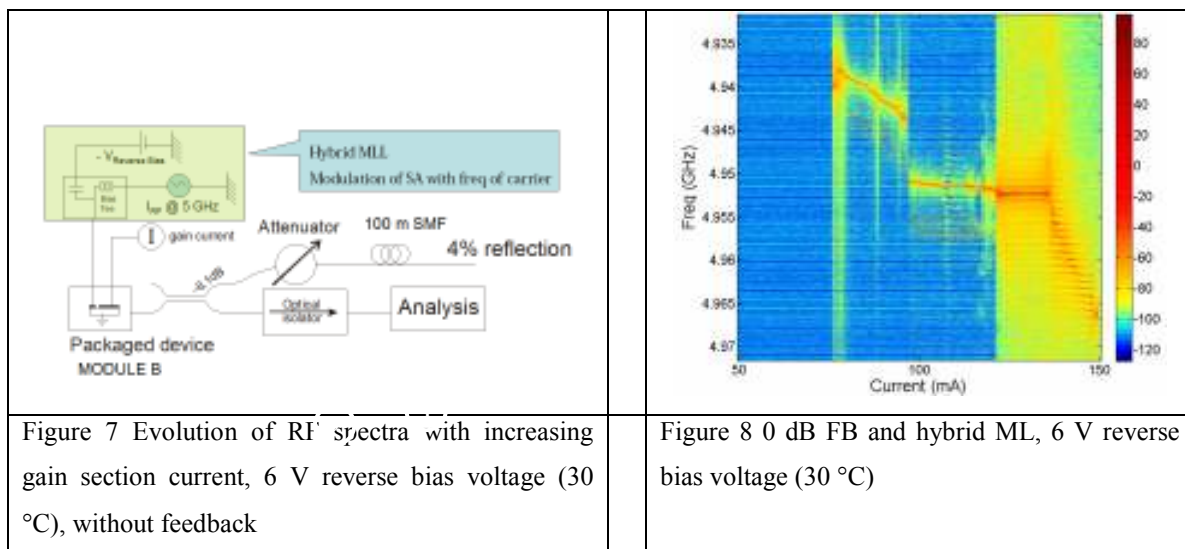 - V Reverse Bias
Bias
Tee
@ 5 GHz
Hybrid MLL
Modulation of SA with freq of carrier
I gain current
Attenuator
100 m SMF
4% reflection
Optical
isolator
Analysis
Packaged device
MODULE B
4.935
4.94
4.945
4.95
4.955
4.96
4.965
4.97
Freq (GHz)
50
100
150
Current (mA)
80
60
40
20
0
-20
-40
-60
-80
-100
-120
Figure 7 Evolution of RF spectra with increasing
gain section current, 6 V reverse bias voltage (30
°C), without feedback
Figure 8 0 dB FB and hybrid ML, 6 V reverse
bias voltage (30 °C)